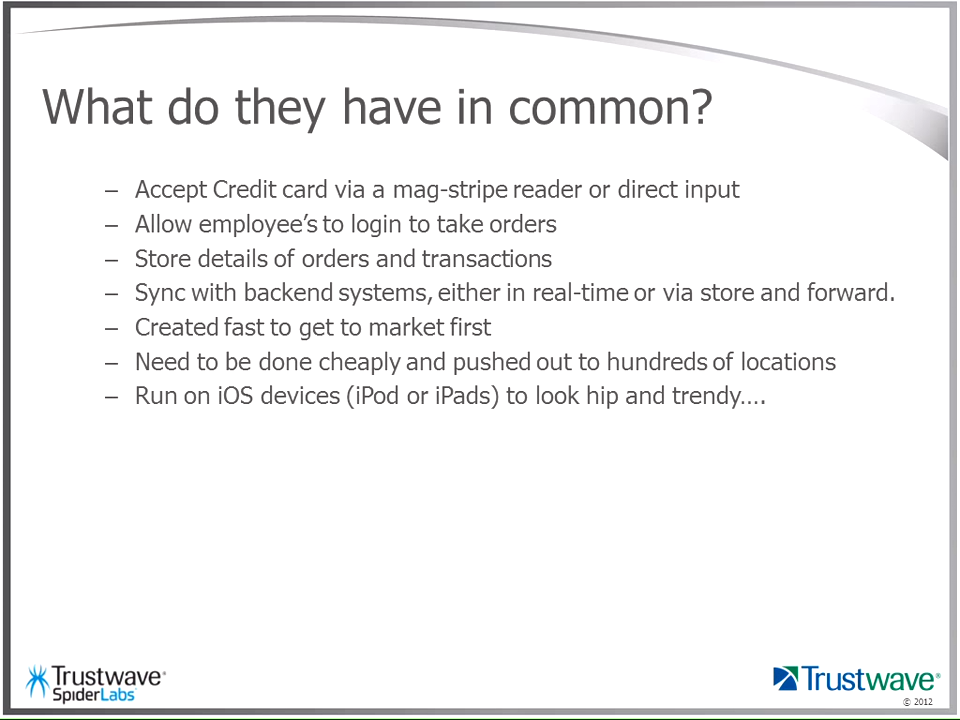 What do they have in common?
– Accept Credit card via a mag-stripe reader or direct input
– Allow employee’s to login to take orders
– Store details of orders and transactions
– Sync with backend systems, either in real-time or via store and forward.
– Created fast to get to market first
– Need to be done cheaply and pushed out to hundreds of locations
– Run on iOS devices (iPod or iPads) to look hip and trendy….
Trustwave®
SpiderLabs
Trustwave®
© 2012